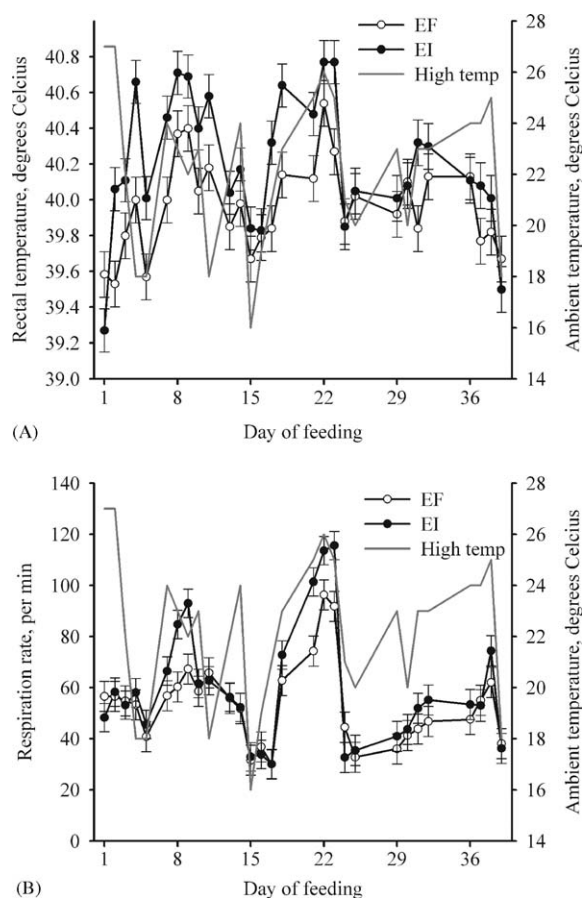 EF
EI
High temp
Rectal temperature, degrees Celcius
40.8
40.6
40.4
40.2
40.0
39.8
39.6
39.4
39.2
39.0
28
26
24
22
20
18
16
14
Ambient temperature, degrees Celcius
1 8 15 22 29 36
(A)
Day of feeding
EF
EI
High temp
Respiration rate, per min
140
120
100
80
60
40
20
0
28
26
24
22
20
18
16
14
Ambient temperature, degrees Celcius
1 8 15 22 29 36
(B)
Day of feeding